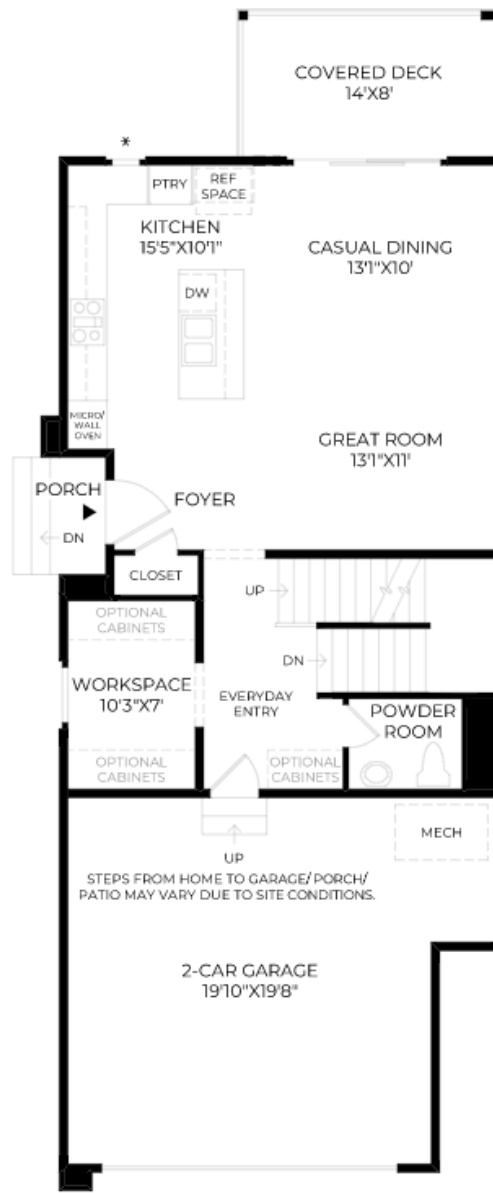 COVERED DECK
14'X8'
*
PTRY
REF
SPACE
KITCHEN
15'5"X10'1"
CASUAL DINING
13'1"X10'
DW
MICRO/
WALL
OVEN
GREAT ROOM
13'1"X11'
PORCH
FOYER
DN
CLOSET
UP
OPTIONAL
CABINETS
DN
WORKSPACE
10'3"X7'
EVERYDAY
ENTRY
POWDER
ROOM
OPTIONAL
CABINETS
OPTIONAL
CABINETS
MECH
UP
STEPS FROM HOME TO GARAGE/ PORCH/
PATIO MAY VARY DUE TO SITE CONDITIONS.
2-CAR GARAGE
19'10"X19'8"